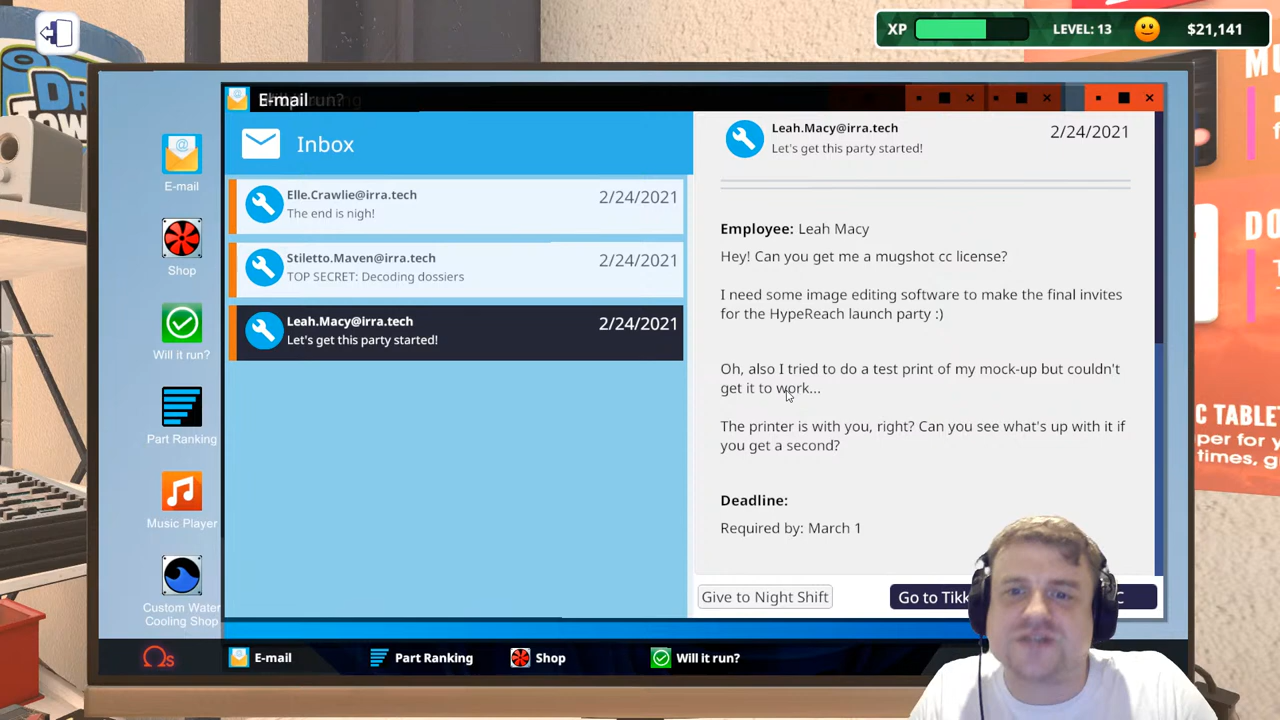 XP
LEVEL: 13
$21,141
E-mail
Inbox
Elle.Crawlie@irra.tech
2/24/2021
The end is nigh!
Stiletto.Maven@irra.tech
2/24/2021
TOP SECRET: Decoding dossiers
Leah.Macy@irra.tech
2/24/2021
Let's get this party started!
Leah.Macy@irra.tech
2/24/2021
Let's get this party started!
Employee: Leah Macy
Hey! Can you get me a mugshot cc license?
I need some image editing software to make the final invites
for the HypeReach launch party :)
Oh, also I tried to do a test print of my mock-up but couldn't
get it to work...
The printer is with you, right? Can you see what's up with it if
you get a second?
Deadline:
Required by: March 1
Give to Night Shift
Go to Tikk
C
E-mail
Shop
Will it run?
Part Ranking
Music Player
Custom Water
Cooling Shop
E-mail
Part Ranking
Shop
Will it run?
C TABLET
per for y
times, g